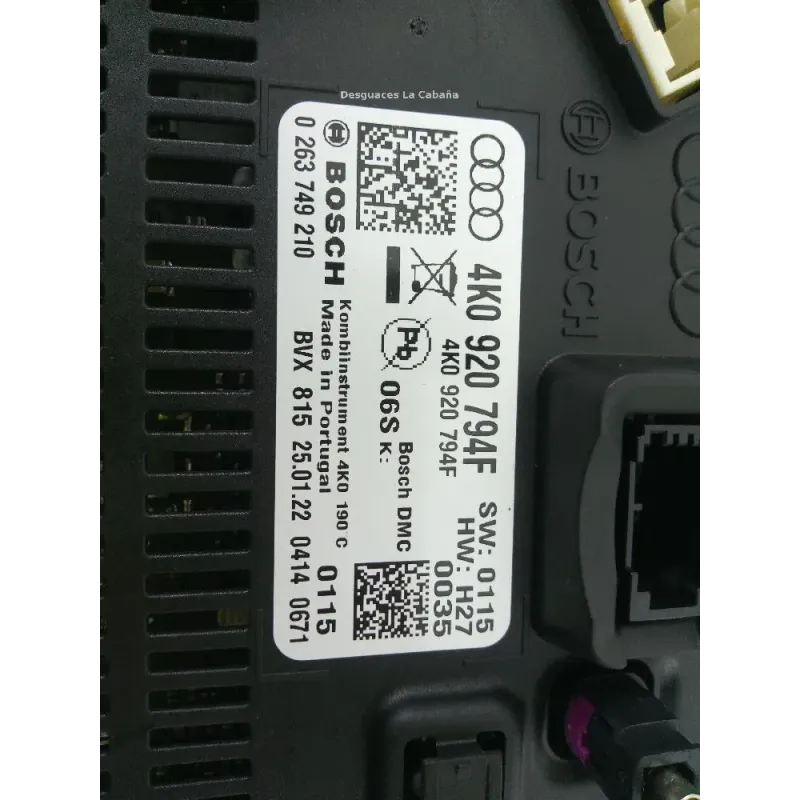 Desguaces La Cabaña
4K0 920 794F SW: 0115
4K0 920 794F HW: H27
0035
Pb
06S Bosch DMC
K:
BOSCH Kombiinstrument 4K0 190°C 0115
Made in Portugal
0 263 749 210 BVX 815 25.01.22 0414 0671
BOSCH